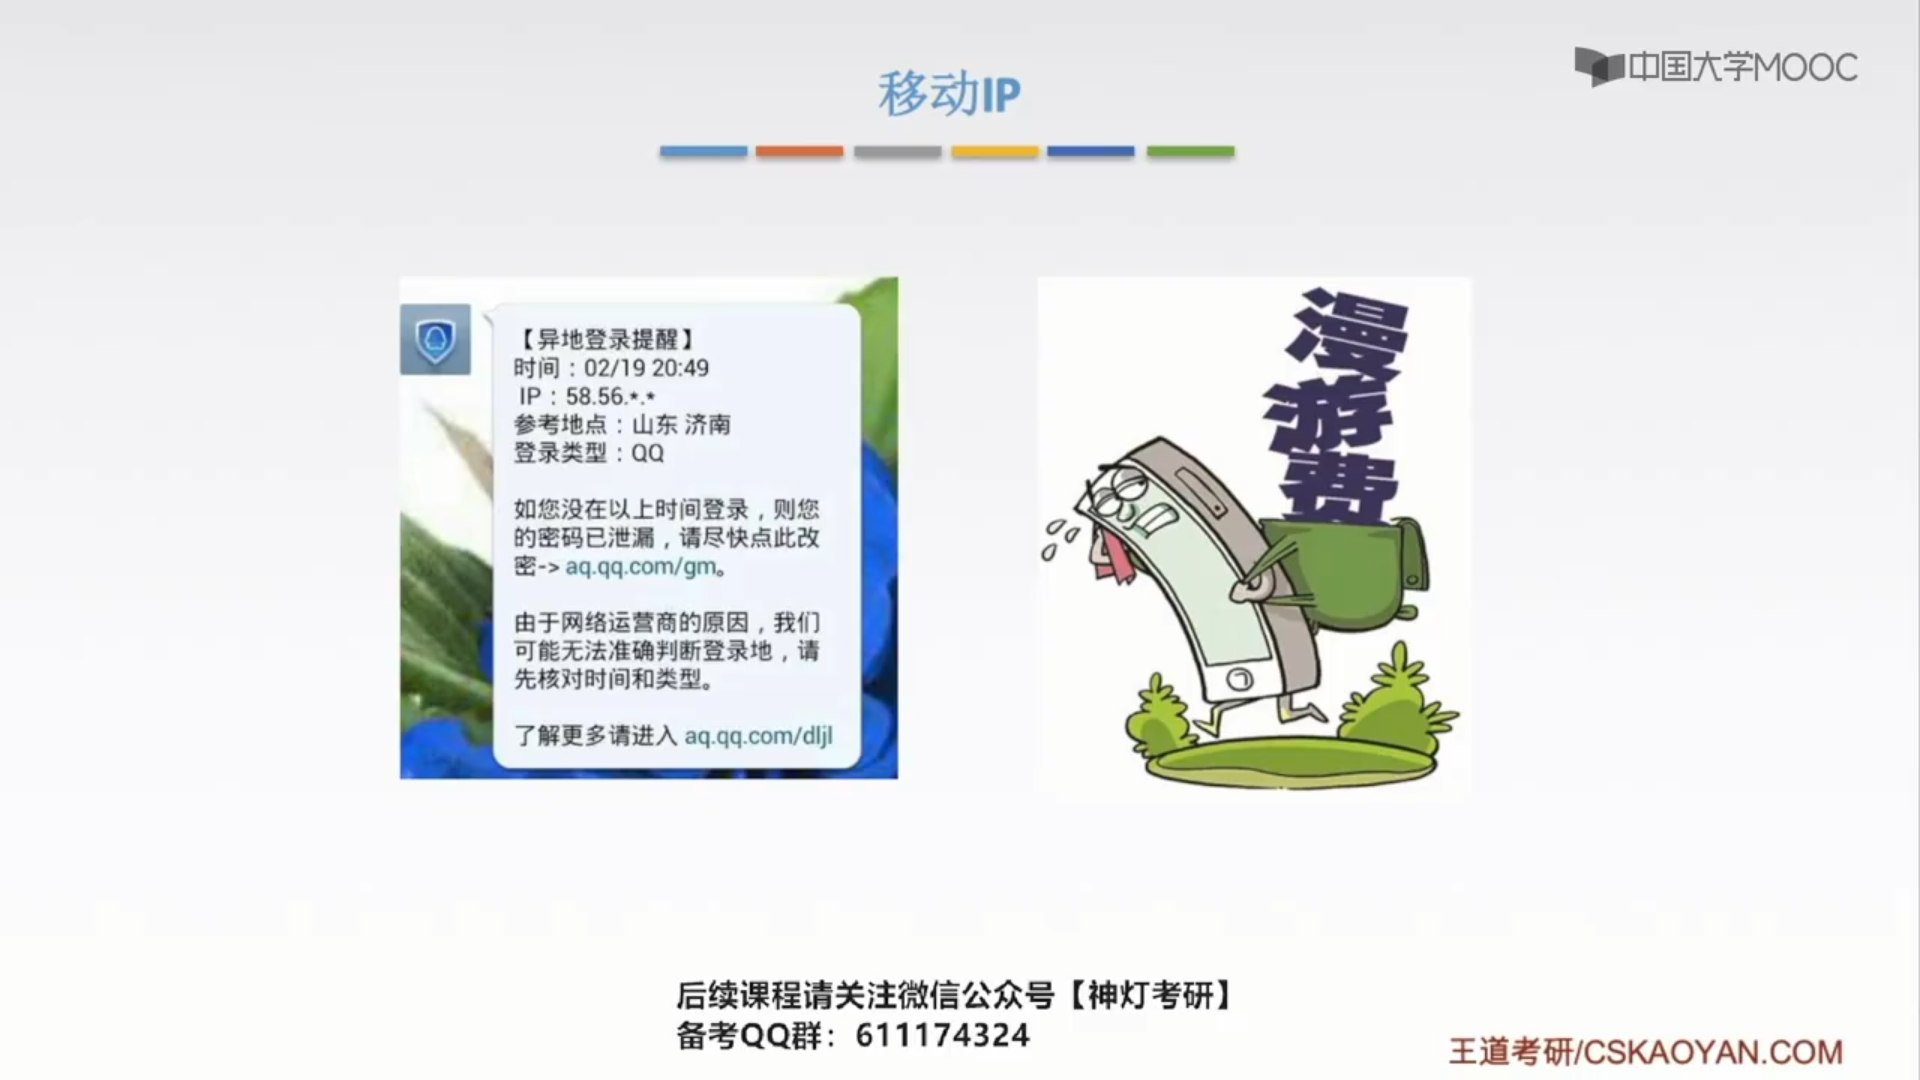 中国大学MOOC
移动IP
【异地登录提醒】
时间：02/19 20:49
IP：58.56.*.*
参考地点：山东 济南
登录类型：QQ
如您没在以上时间登录，则您
的密码已泄漏，请尽快点此改
密-> aq.qq.com/gm。
由于网络运营商的原因，我们
可能无法准确判断登录地，请
先核对时间和类型。
了解更多请进入 aq.qq.com/dljl
漫
游
费
后续课程请关注微信公众号【神灯考研】
备考QQ群：611174324
王道考研/CSKAOYAN.COM